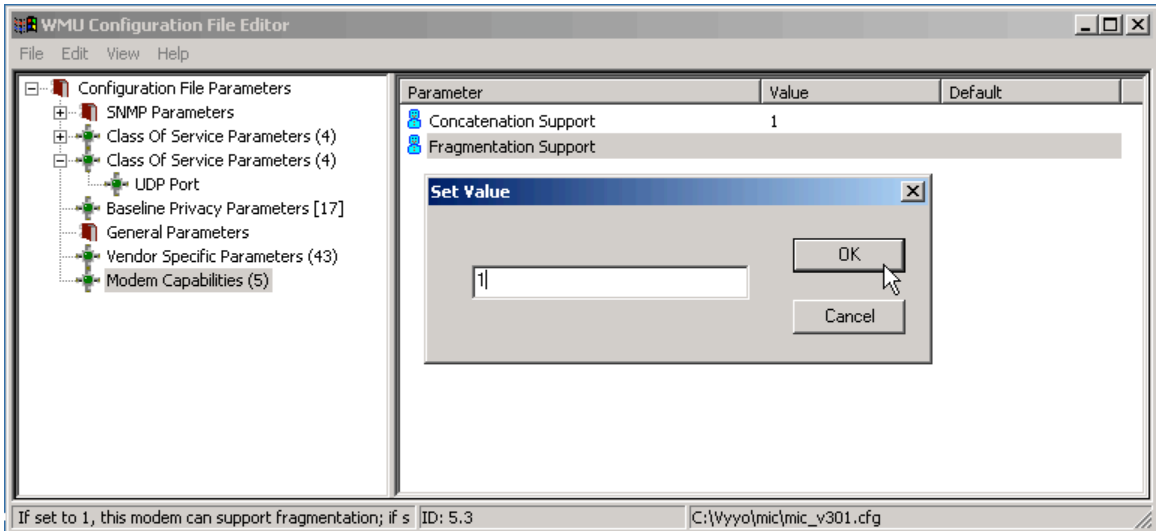 WMU Configuration File Editor
File Edit View Help
Configuration File Parameters
SNMP Parameters
Class Of Service Parameters (4)
Class Of Service Parameters (4)
UDP Port
Baseline Privacy Parameters [17]
General Parameters
Vendor Specific Parameters (43)
Modem Capabilities (5)
Parameter Value Default
Concatenation Support 1
Fragmentation Support
Set Value
1
OK
Cancel
If set to 1, this modem can support fragmentation; if s ID: 5.3 C:\Vyyo\mic\mic_v301.cfg